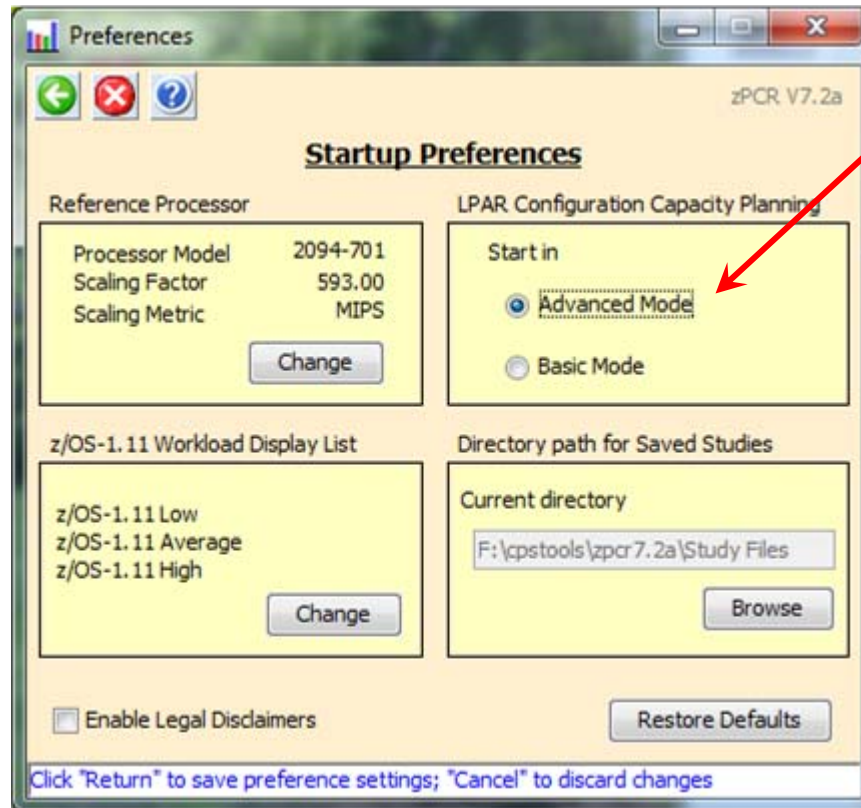 Preferences
zPCR V7.2a
Startup Preferences
Reference Processor
Processor Model 2094-701
Scaling Factor 593.00
Scaling Metric MIPS
Change
LPAR Configuration Capacity Planning
Start in
Advanced Mode
Basic Mode
z/OS-1.11 Workload Display List
z/OS-1.11 Low
z/OS-1.11 Average
z/OS-1.11 High
Change
Directory path for Saved Studies
Current directory
F:\cpstools\zpcr7.2a\Study Files
Browse
Enable Legal Disclaimers
Restore Defaults
Click "Return" to save preference settings; "Cancel" to discard changes